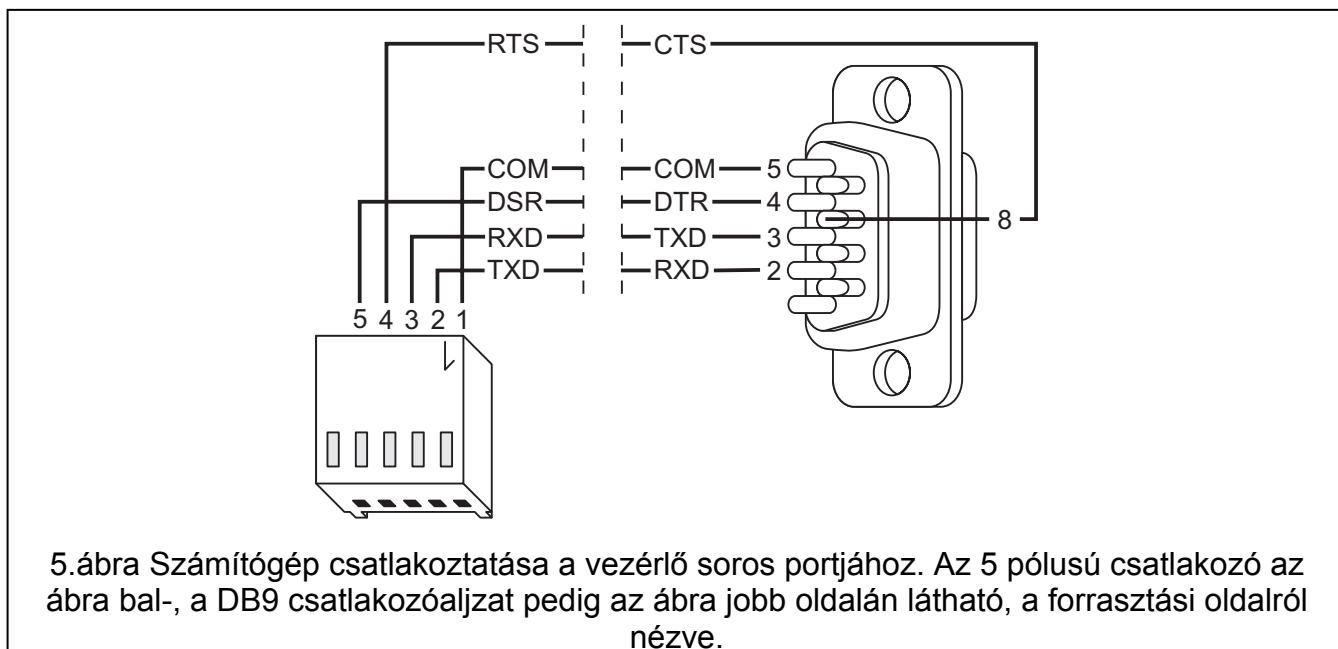 RTS CTS
COM COM 5
DSR DTR 4
8
RXD TXD 3
TXD RXD 2
5 4 3 2 1
5.ábra Számítógép csatlakoztatása a vezérlő soros portjához. Az 5 pólusú csatlakozó az
ábra bal-, a DB9 csatlakozóaljzat pedig az ábra jobb oldalán látható, a forrasztási oldalról
nézve.